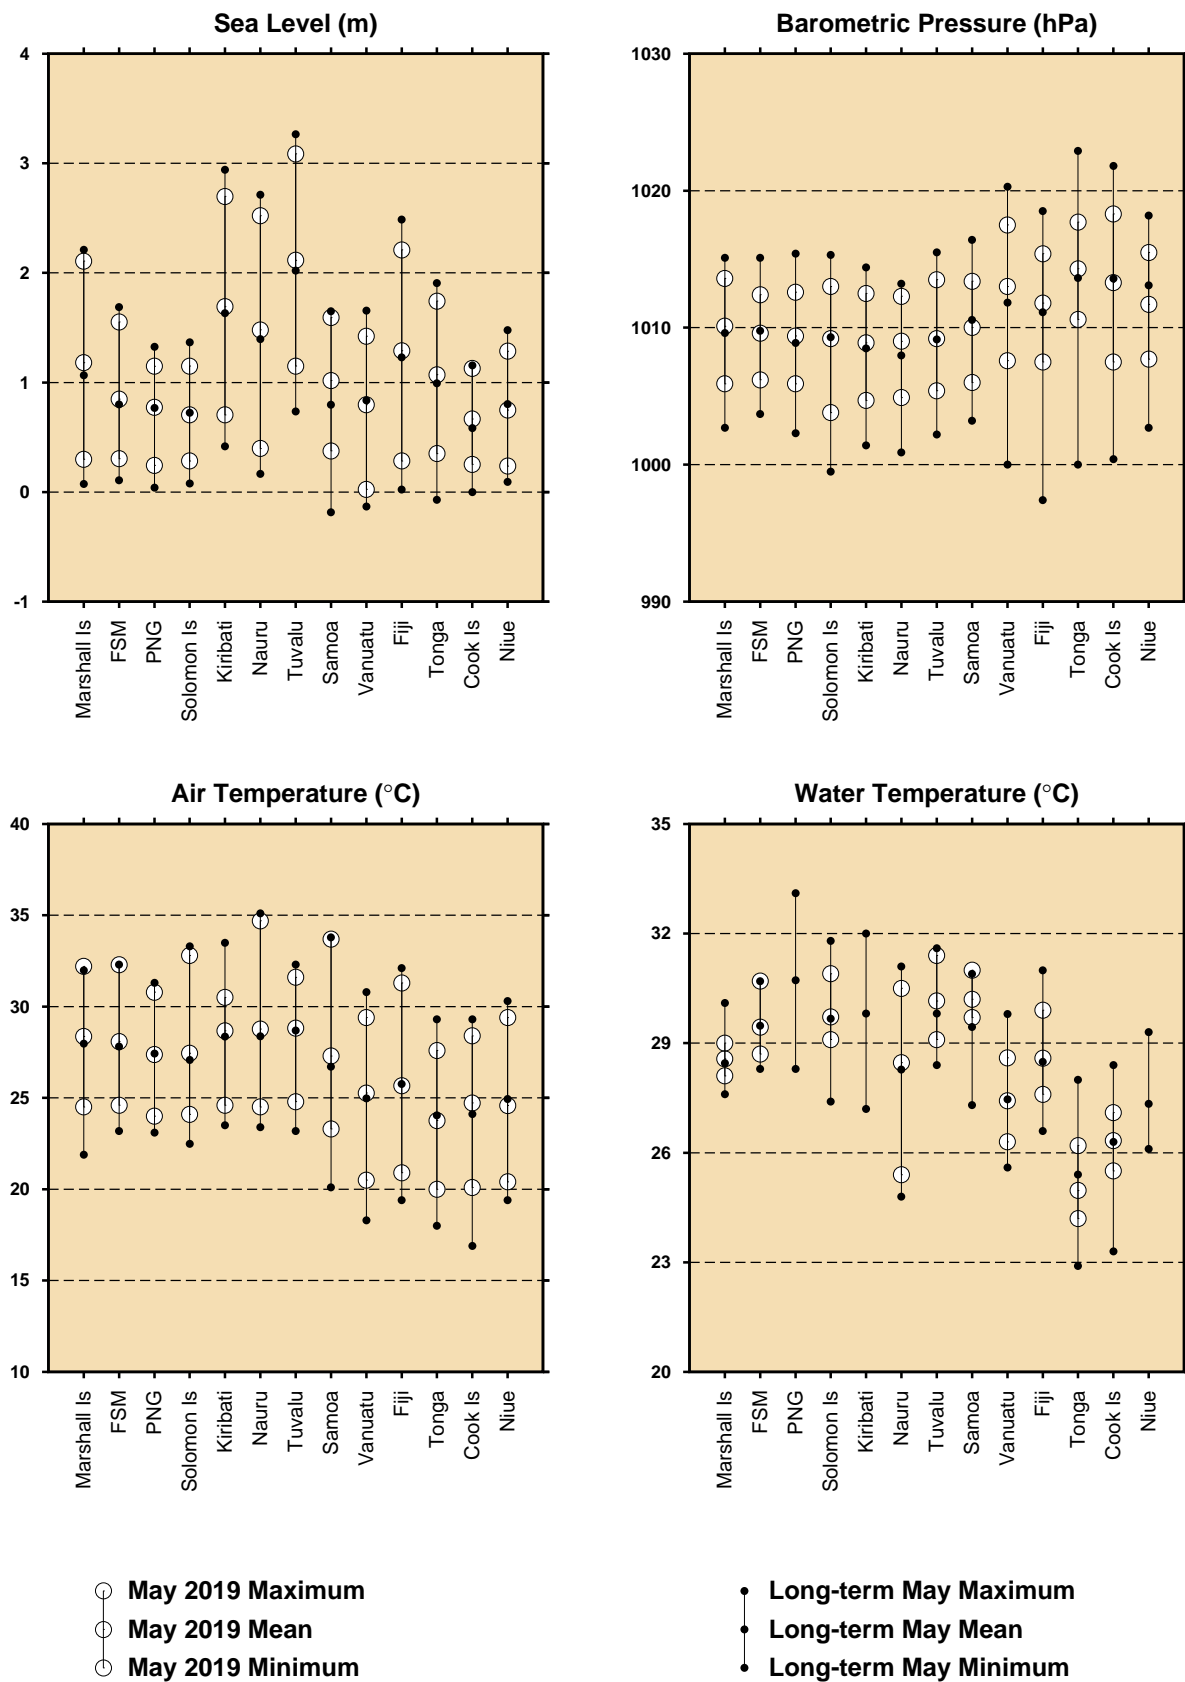 Sea Level (m)
4
3
2
1
0
-1
Marshall Is
FSM
PNG
Solomon Is
Kiribati
Nauru
Tuvalu
Samoa
Vanuatu
Fiji
Tonga
Cook Is
Niue
Barometric Pressure (hPa)
1030
1020
1010
1000
990
Marshall Is
FSM
PNG
Solomon Is
Kiribati
Nauru
Tuvalu
Samoa
Vanuatu
Fiji
Tonga
Cook Is
Niue
Air Temperature (°C)
40
35
30
25
20
15
10
Marshall Is
FSM
PNG
Solomon Is
Kiribati
Nauru
Tuvalu
Samoa
Vanuatu
Fiji
Tonga
Cook Is
Niue
Water Temperature (°C)
35
32
29
26
23
20
Marshall Is
FSM
PNG
Solomon Is
Kiribati
Nauru
Tuvalu
Samoa
Vanuatu
Fiji
Tonga
Cook Is
Niue
May 2019 Maximum
May 2019 Mean
May 2019 Minimum
Long-term May Maximum
Long-term May Mean
Long-term May Minimum